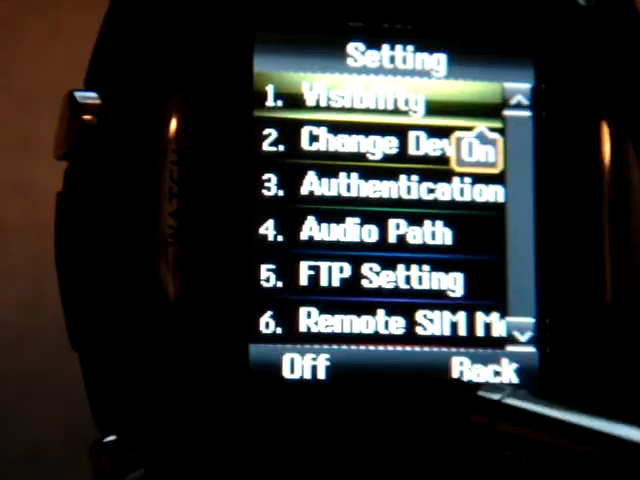 Setting
1. Visibility
On
2. Change Dev
3. Authentication
4. Audio Path
5. FTP Setting
6. Remote SIM M
Off
Back